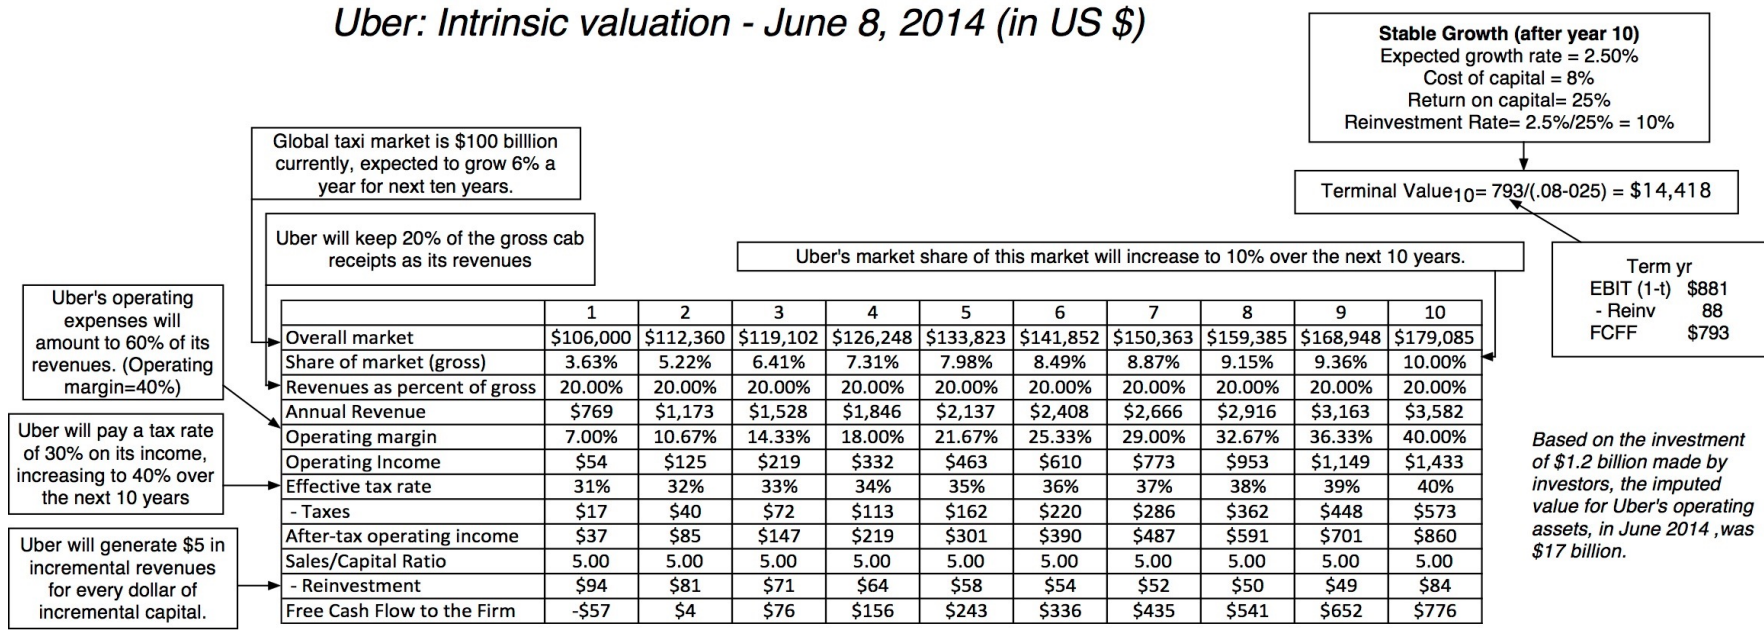 Uber: Intrinsic valuation - June 8, 2014 (in US $)
Stable Growth (after year 10)
Expected growth rate = 2.50%
Cost of capital = 8%
Return on capital= 25%
Reinvestment Rate= 2.5%/25% = 10%
Terminal Value10= 793/(.08-025) = $14,418
Term yr
EBIT (1-t) $881
- Reinv 88
FCFF $793
Global taxi market is $100 billlion
currently, expected to grow 6% a
year for next ten years.
Uber will keep 20% of the gross cab
receipts as its revenues
Uber's market share of this market will increase to 10% over the next 10 years.
Uber's operating
expenses will
amount to 60% of its
revenues. (Operating
margin=40%)
Uber will pay a tax rate
of 30% on its income,
increasing to 40% over
the next 10 years
Uber will generate $5 in
incremental revenues
for every dollar of
incremental capital.
1 2 3 4 5 6 7 8 9 10
Overall market $106,000 $112,360 $119,102 $126,248 $133,823 $141,852 $150,363 $159,385 $168,948 $179,085
Share of market (gross) 3.63% 5.22% 6.41% 7.31% 7.98% 8.49% 8.87% 9.15% 9.36% 10.00%
Revenues as percent of gross 20.00% 20.00% 20.00% 20.00% 20.00% 20.00% 20.00% 20.00% 20.00% 20.00%
Annual Revenue $769 $1,173 $1,528 $1,846 $2,137 $2,408 $2,666 $2,916 $3,163 $3,582
Operating margin 7.00% 10.67% 14.33% 18.00% 21.67% 25.33% 29.00% 32.67% 36.33% 40.00%
Operating Income $54 $125 $219 $332 $463 $610 $773 $953 $1,149 $1,433
Effective tax rate 31% 32% 33% 34% 35% 36% 37% 38% 39% 40%
- Taxes $17 $40 $72 $113 $162 $220 $286 $362 $448 $573
After-tax operating income $37 $85 $147 $219 $301 $390 $487 $591 $701 $860
Sales/Capital Ratio 5.00 5.00 5.00 5.00 5.00 5.00 5.00 5.00 5.00 5.00
- Reinvestment $94 $81 $71 $64 $58 $54 $52 $50 $49 $84
Free Cash Flow to the Firm -$57 $4 $76 $156 $243 $336 $435 $541 $652 $776
Based on the investment
of $1.2 billion made by
investors, the imputed
value for Uber's operating
assets, in June 2014 ,was
$17 billion.